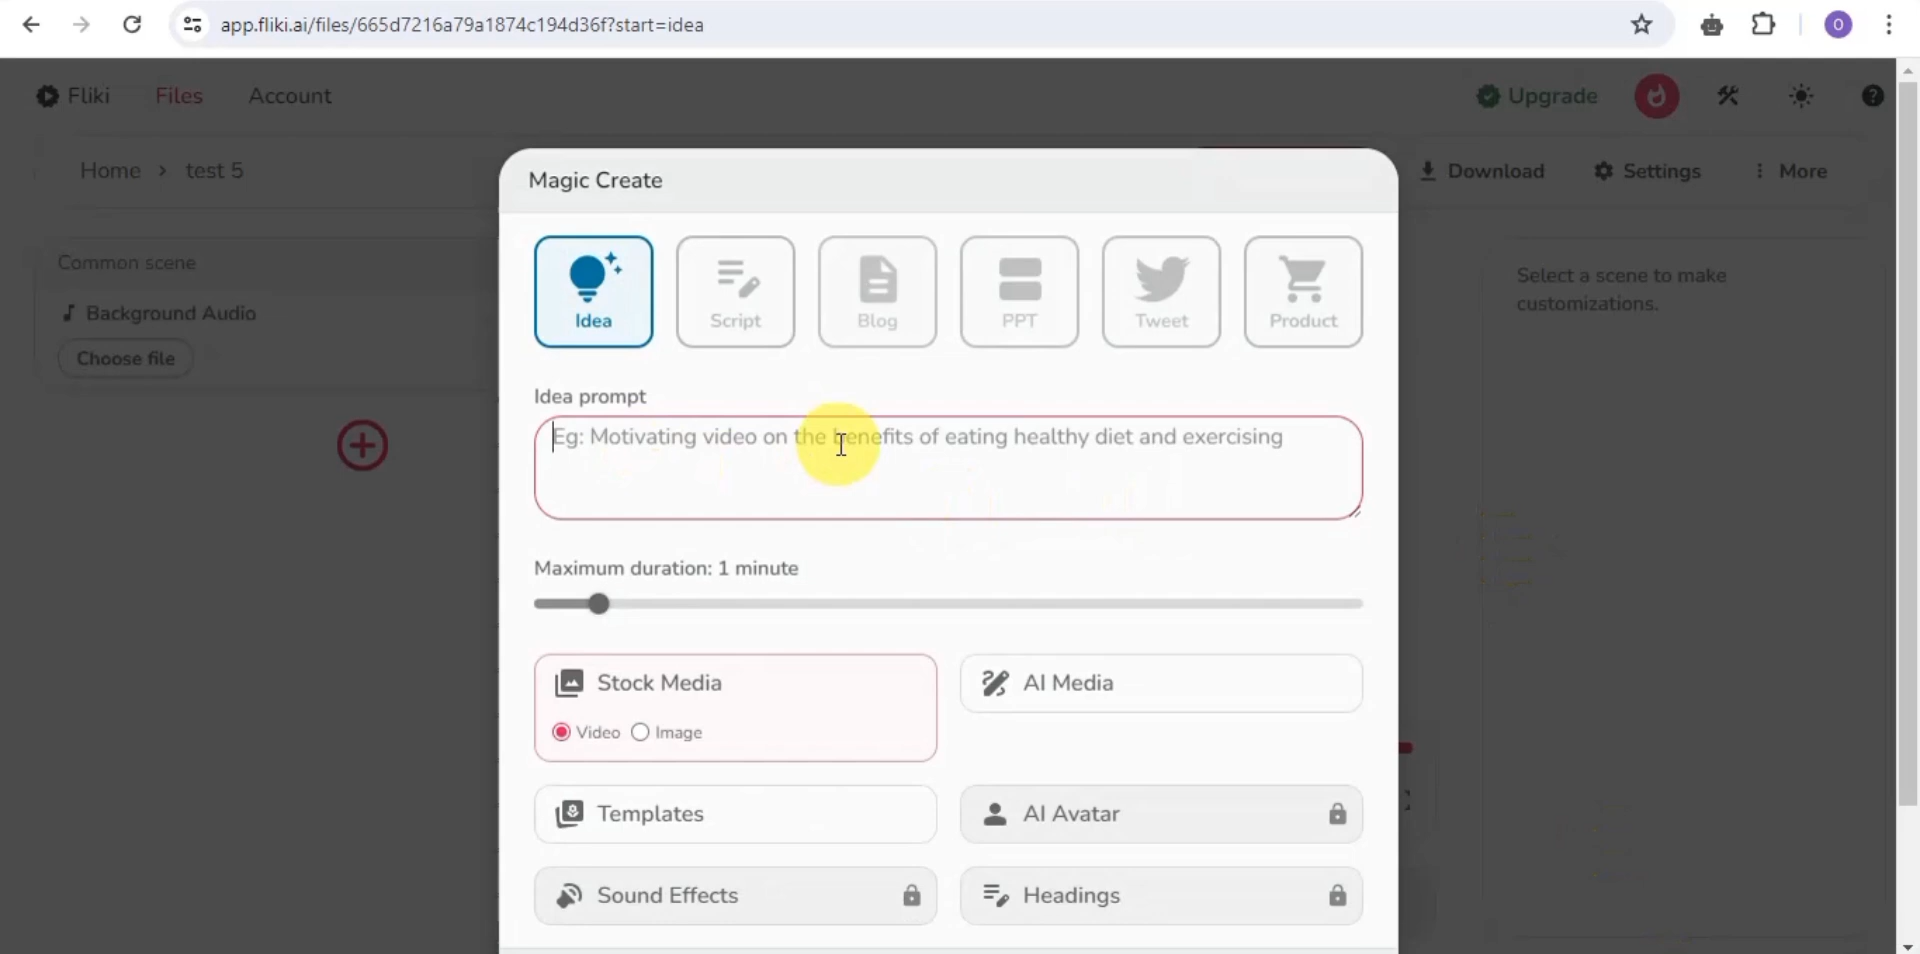 app.fliki.ai/files/665d7216a79a1874c194d36f?start=idea
O
Fliki
Files
Account
Upgrade
Home > test 5
Download
Settings
More
Magic Create
Common scene
Background Audio
Choose file
Select a scene to make
customizations.
Idea
Script
Blog
PPT
Tweet
Product
Idea prompt
Eg: Motivating video on the benefits of eating healthy diet and exercising
Maximum duration: 1 minute
Stock Media
Video
Image
AI Media
Templates
AI Avatar
Sound Effects
Headings